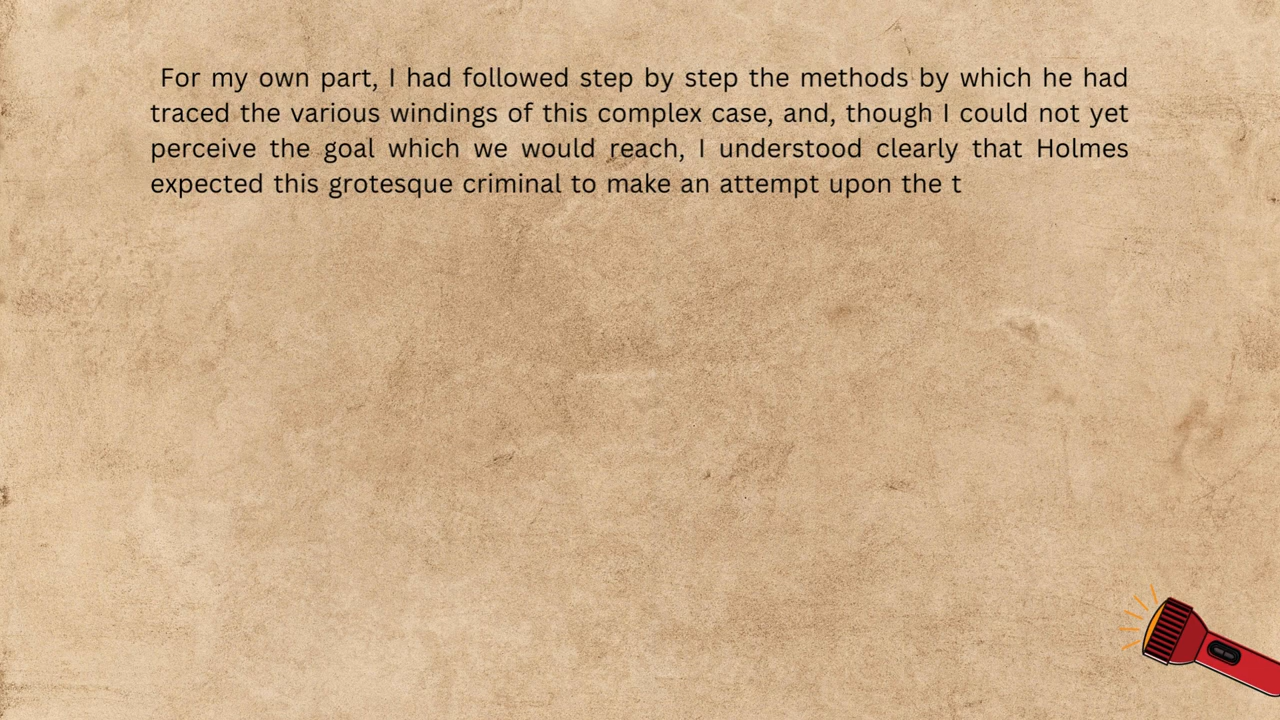 For my own part, I had followed step by step the methods by which he had
traced the various windings of this complex case, and, though I could not yet
perceive the goal which we would reach, I understood clearly that Holmes
expected this grotesque criminal to make an attempt upon the t